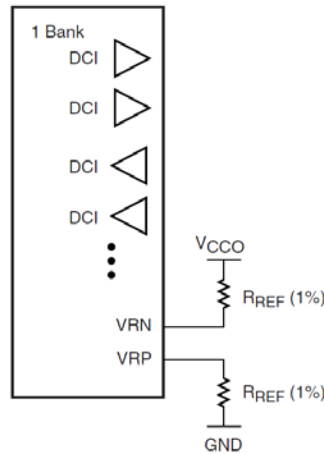 1 Bank
DCI
DCI
DCI
DCI
VCCO
RREF (1%)
VRN
VRP
RREF (1%)
GND